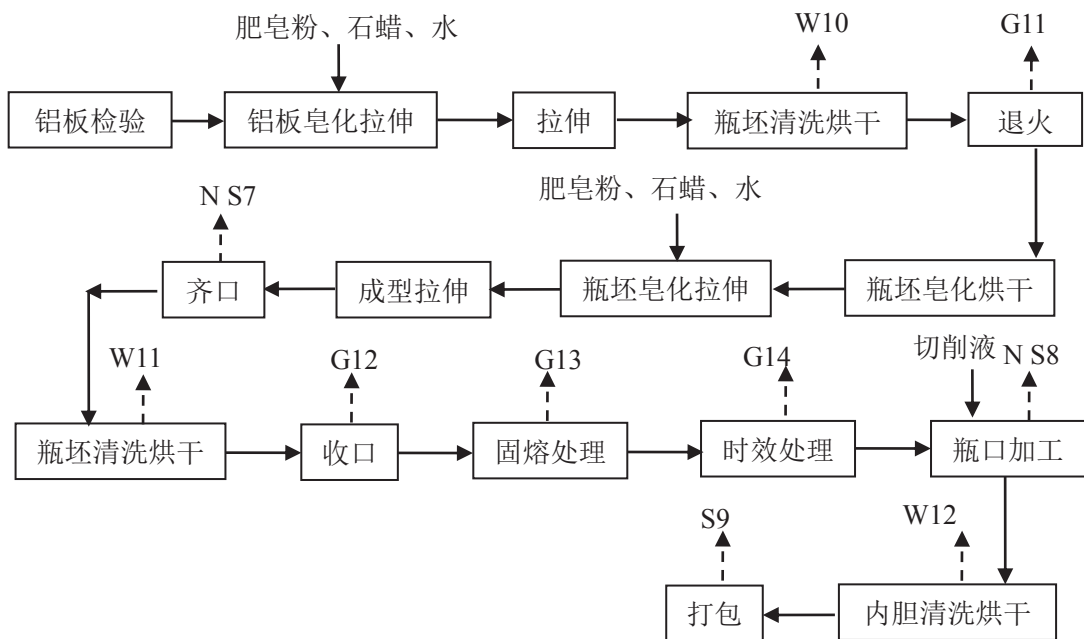 肥皂粉、石蜡、水
W10
G11
铝板检验
铝板皂化拉伸
拉伸
瓶坯清洗烘干
退火
N S7
肥皂粉、石蜡、水
齐口
成型拉伸
瓶坯皂化拉伸
瓶坯皂化烘干
W11
G12
G13
G14
切削液
N S8
瓶坯清洗烘干
收口
固熔处理
时效处理
瓶口加工
S9
W12
打包
内胆清洗烘干